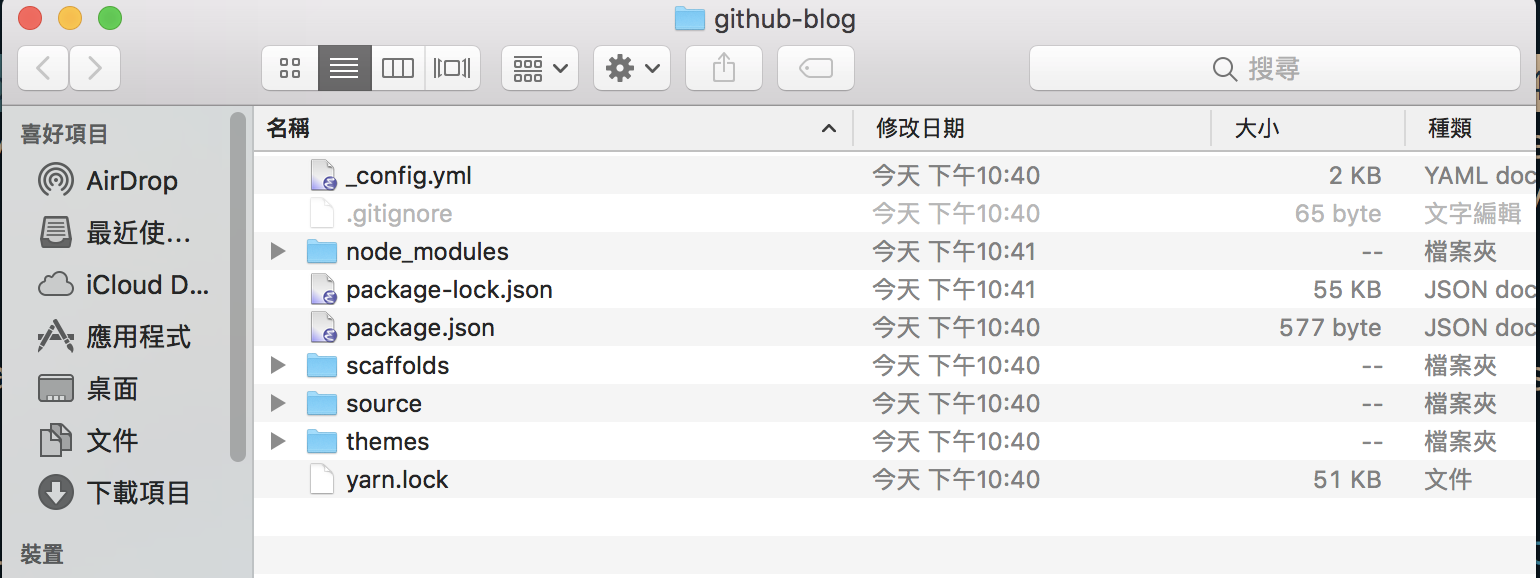 github-blog
搜尋
喜好項目
AirDrop
最近使...
iCloud D...
應用程式
桌面
文件
下載項目
裝置
名稱 修改日期 大小 種類
_config.yml 今天 下午10:40 2 KB YAML doc
.gitignore 今天 下午10:40 65 byte 文字編輯
node_modules 今天 下午10:41 -- 檔案夾
package-lock.json 今天 下午10:41 55 KB JSON doc
package.json 今天 下午10:40 577 byte JSON doc
scaffolds 今天 下午10:40 -- 檔案夾
source 今天 下午10:40 -- 檔案夾
themes 今天 下午10:40 -- 檔案夾
yarn.lock 今天 下午10:40 51 KB 文件